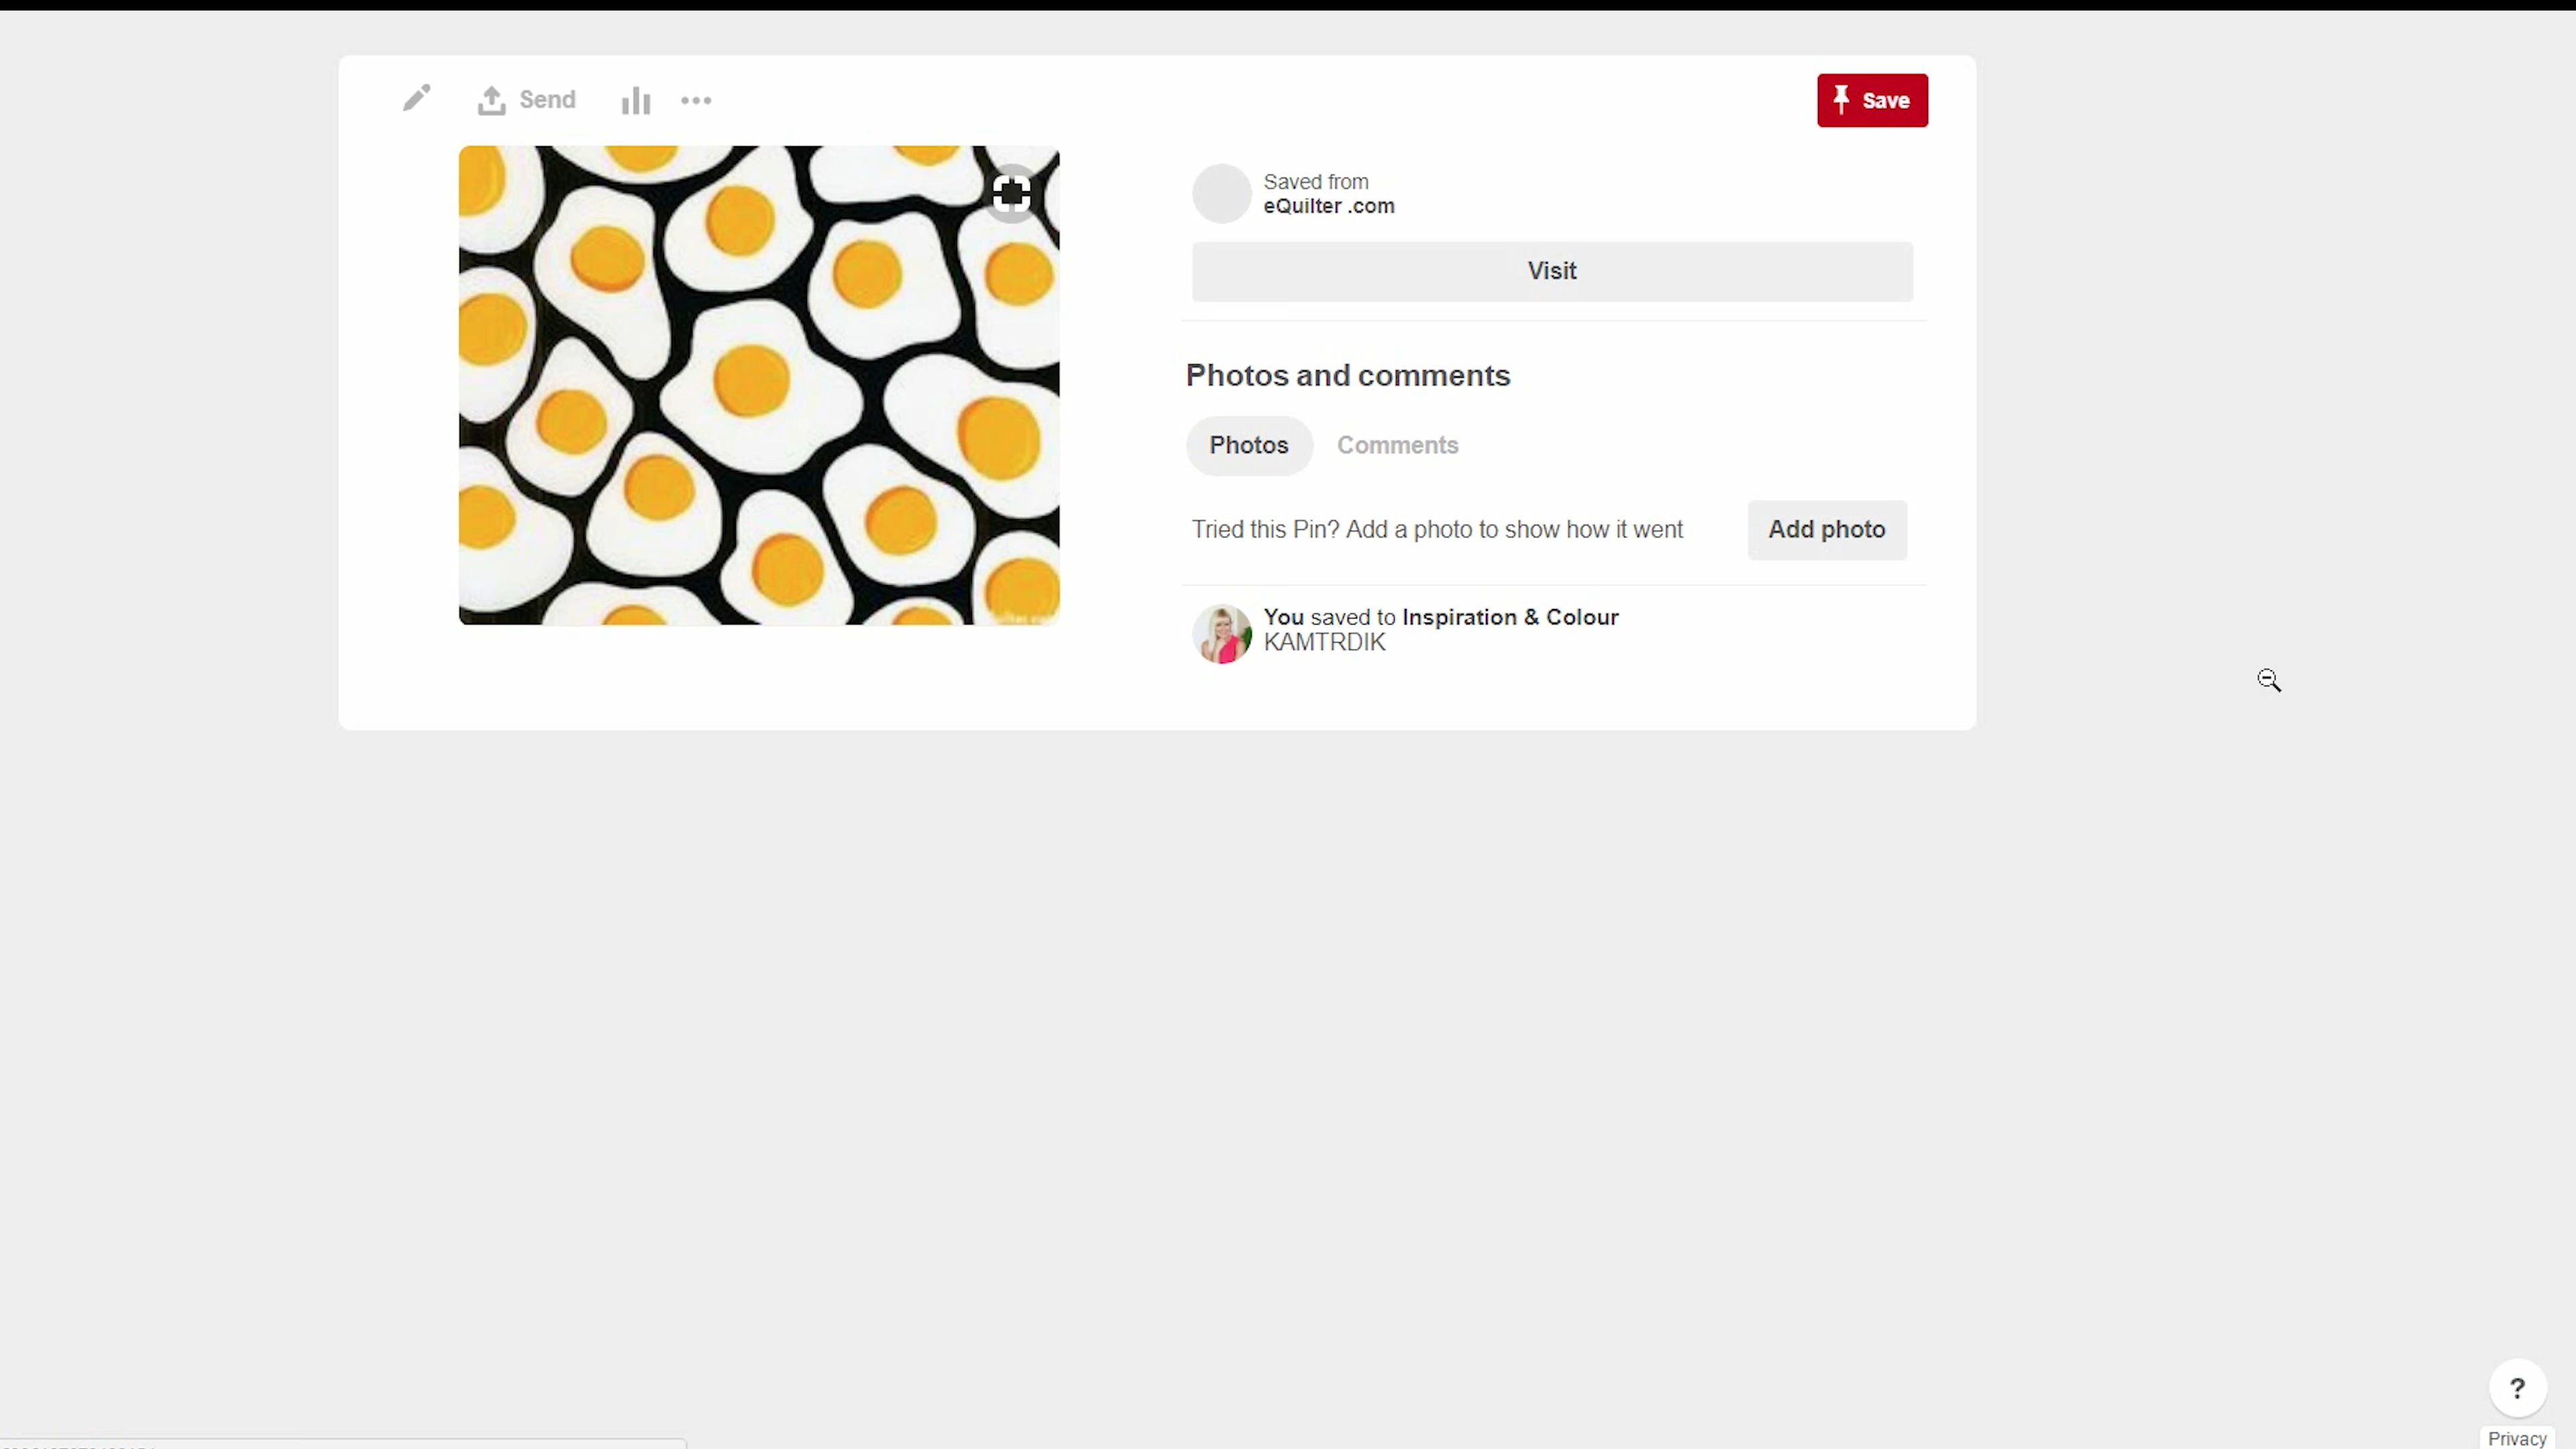 Send
Save
Saved from
eQuilter .com
Visit
Photos and comments
Photos Comments
Tried this Pin? Add a photo to show how it went
Add photo
You saved to Inspiration & Colour
KAMTRDIK
?
Privacy